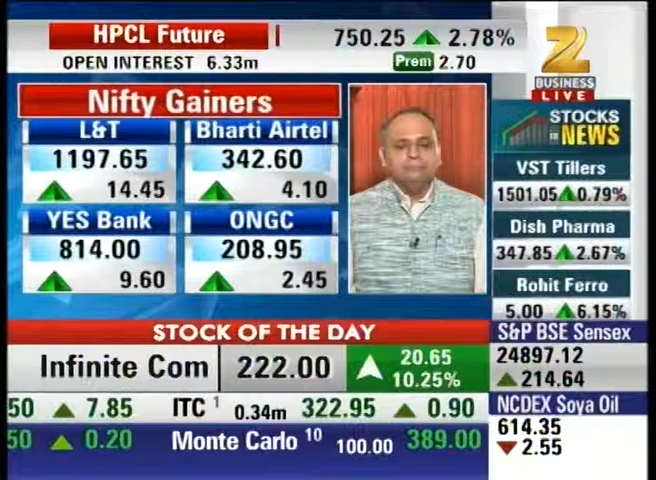 HPCL Future
750.25 2.78%
OPEN INTEREST 6.33m
Prem 2.70
Z
BUSINESS
LIVE
Nifty Gainers
L&T
1197.65
14.45
Bharti Airtel
342.60
4.10
YES Bank
814.00
9.60
ONGC
208.95
2.45
STOCKS
in NEWS
VST Tillers
1501.05 0.79%
Dish Pharma
347.85 2.67%
Rohit Ferro
5.00 6.15%
STOCK OF THE DAY
Infinite Com 222.00
20.65
10.25%
S&P BSE Sensex
24897.12
214.64
NCDEX Soya Oil
614.35
2.55
50 7.85 ITC 1 0.34m 322.95 0.90
50 0.20 Monte Carlo 10 100.00 389.00